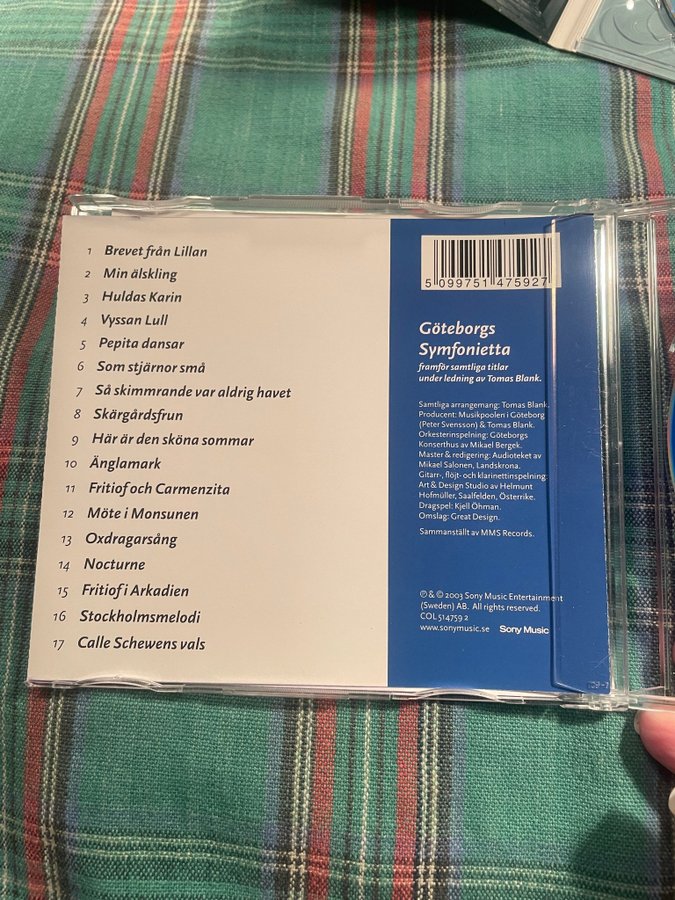 1 Brevet från Lillan
2 Min älskling
3 Huldas Karin
4 Vyssan Lull
5 Pepita dansar
6 Som stjärnor små
7 Så skimmrande var aldrig havet
8 Skärgårdsfrun
9 Här är den sköna sommar
10 Änglamark
11 Fritiof och Carmenzita
12 Möte i Monsunen
13 Oxdragarsång
14 Nocturne
15 Fritiof i Arkadien
16 Stockholmsmelodi
17 Calle Schewens vals
5 099751 475927
Göteborgs
Symfonietta
framför samtliga titlar
under ledning av Tomas Blank.
Samtliga arrangemang: Tomas Blank.
Producent: Musikpoolen i Göteborg
(Peter Svensson) & Tomas Blank.
Orkesterinspelning: Göteborgs
Konserthus av Mikael Bergek.
Master & redigering: Audioteket av
Mikael Salonen, Landskrona.
Gitarr-, flöjt- och klarinettinspelning:
Art & Design Studio av Helmunt
Hofmüller, Saalfelden, Österrike.
Dragspel: Kjell Öhman.
Omslag: Great Design.
Sammanställt av MMS Records.
℗ & © 2003 Sony Music Entertainment
(Sweden) AB. All rights reserved.
COL 514759 2
www.sonymusic.se Sony Music